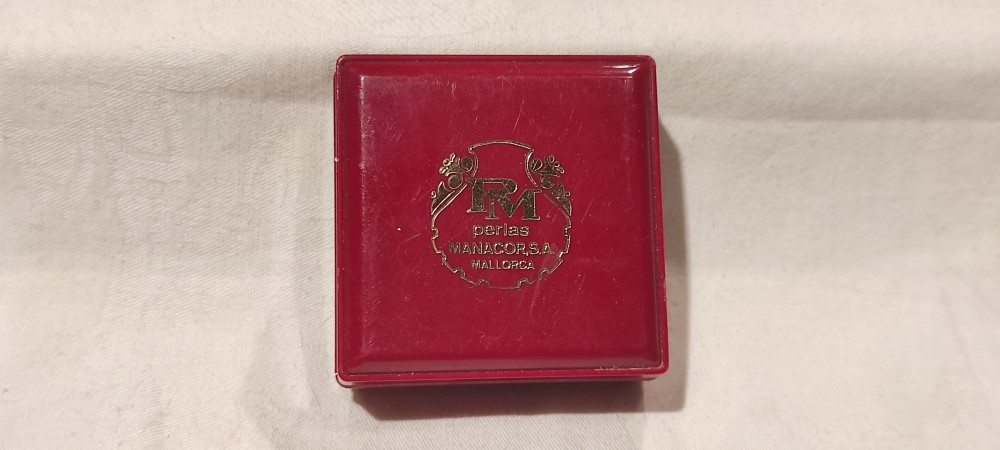 PM
perlas
MANACOR,S.A.
MALLORCA